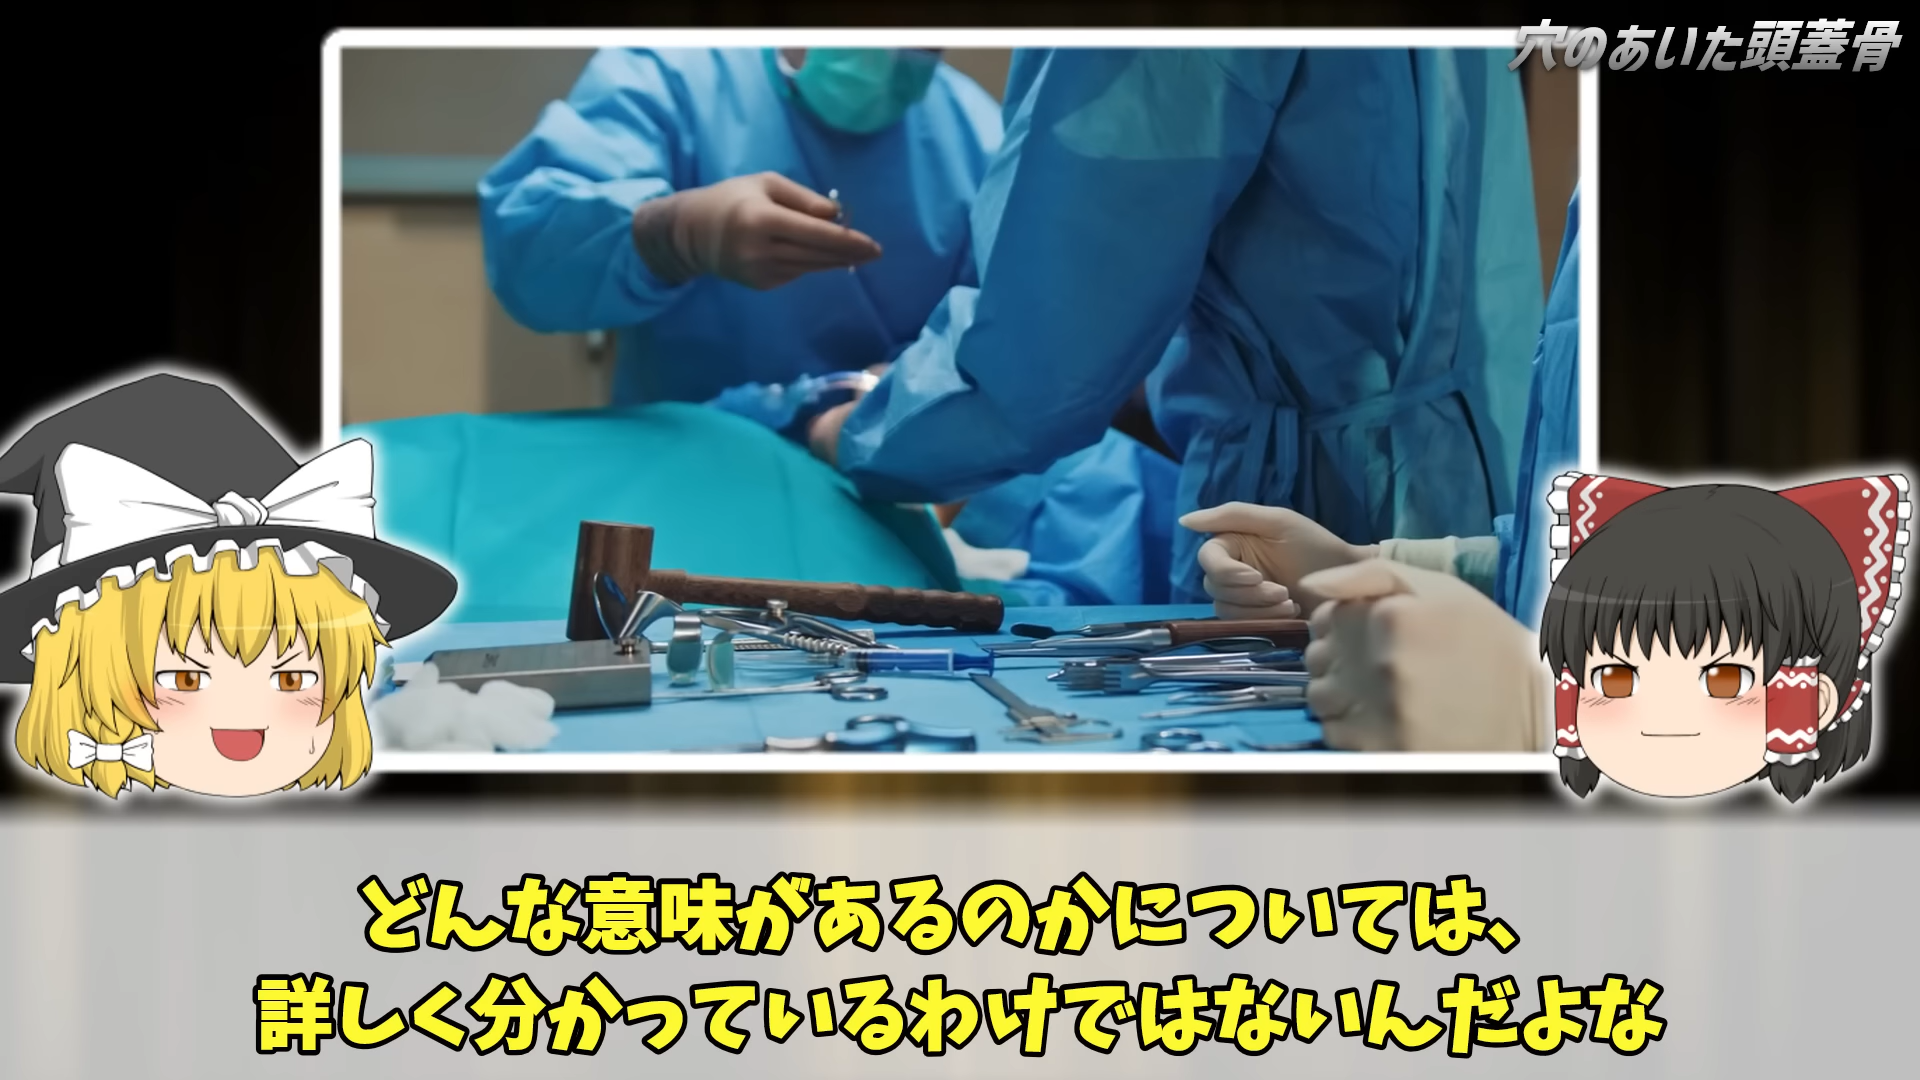 穴のあいた頭蓋骨
どんな意味があるのかについては、
詳しく分かっているわけではないんだよな